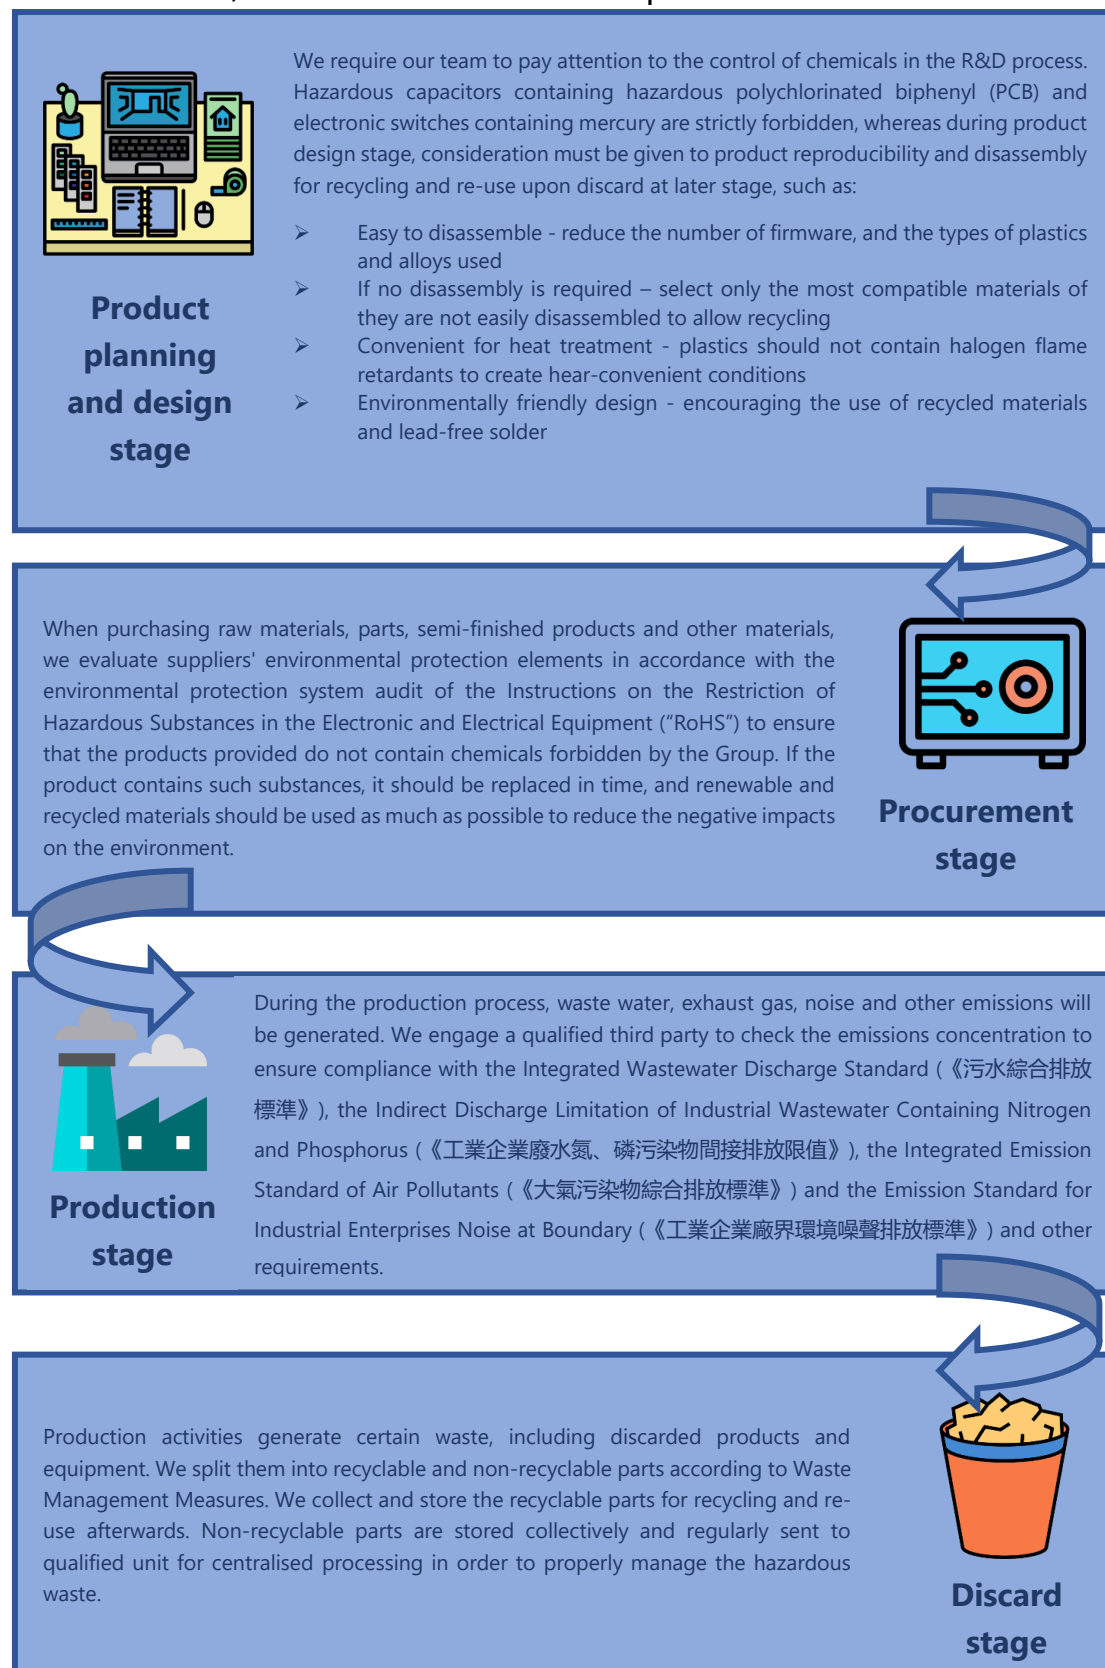 We require our team to pay attention to the control of chemicals in the R&D process.
Hazardous capacitors containing hazardous polychlorinated biphenyl (PCB) and
electronic switches containing mercury are strictly forbidden, whereas during product
design stage, consideration must be given to product reproducibility and disassembly
for recycling and re-use upon discard at later stage, such as:
➢ Easy to disassemble - reduce the number of firmware, and the types of plastics
and alloys used
➢ If no disassembly is required – select only the most compatible materials of
they are not easily disassembled to allow recycling
➢ Convenient for heat treatment - plastics should not contain halogen flame
retardants to create hear-convenient conditions
➢ Environmentally friendly design - encouraging the use of recycled materials
and lead-free solder
Product
planning
and design
stage
When purchasing raw materials, parts, semi-finished products and other materials,
we evaluate suppliers' environmental protection elements in accordance with the
environmental protection system audit of the Instructions on the Restriction of
Hazardous Substances in the Electronic and Electrical Equipment (“RoHS”) to ensure
that the products provided do not contain chemicals forbidden by the Group. If the
product contains such substances, it should be replaced in time, and renewable and
recycled materials should be used as much as possible to reduce the negative impacts
on the environment.
Procurement
stage
During the production process, waste water, exhaust gas, noise and other emissions will
be generated. We engage a qualified third party to check the emissions concentration to
ensure compliance with the Integrated Wastewater Discharge Standard (《污水綜合排放
標準》), the Indirect Discharge Limitation of Industrial Wastewater Containing Nitrogen
and Phosphorus (《工業企業廢水氮、磷污染物間接排放限值》), the Integrated Emission
Standard of Air Pollutants (《大氣污染物綜合排放標準》) and the Emission Standard for
Industrial Enterprises Noise at Boundary (《工業企業廠界環境噪聲排放標準》) and other
requirements.
Production
stage
Production activities generate certain waste, including discarded products and
equipment. We split them into recyclable and non-recyclable parts according to Waste
Management Measures. We collect and store the recyclable parts for recycling and re-
use afterwards. Non-recyclable parts are stored collectively and regularly sent to
qualified unit for centralised processing in order to properly manage the hazardous
waste.
Discard
stage